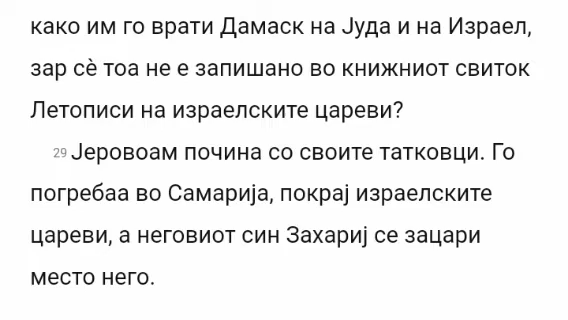 како им го врати Дамаск на Јуда и на Израел,
зар сѐ тоа не е запишано во книжниот свиток
Летописи на израелските цареви?
29 Јеровоам почина со своите татковци. Го
погребаа во Самарија, покрај израелските
цареви, а неговиот син Захариј се зацари
место него.